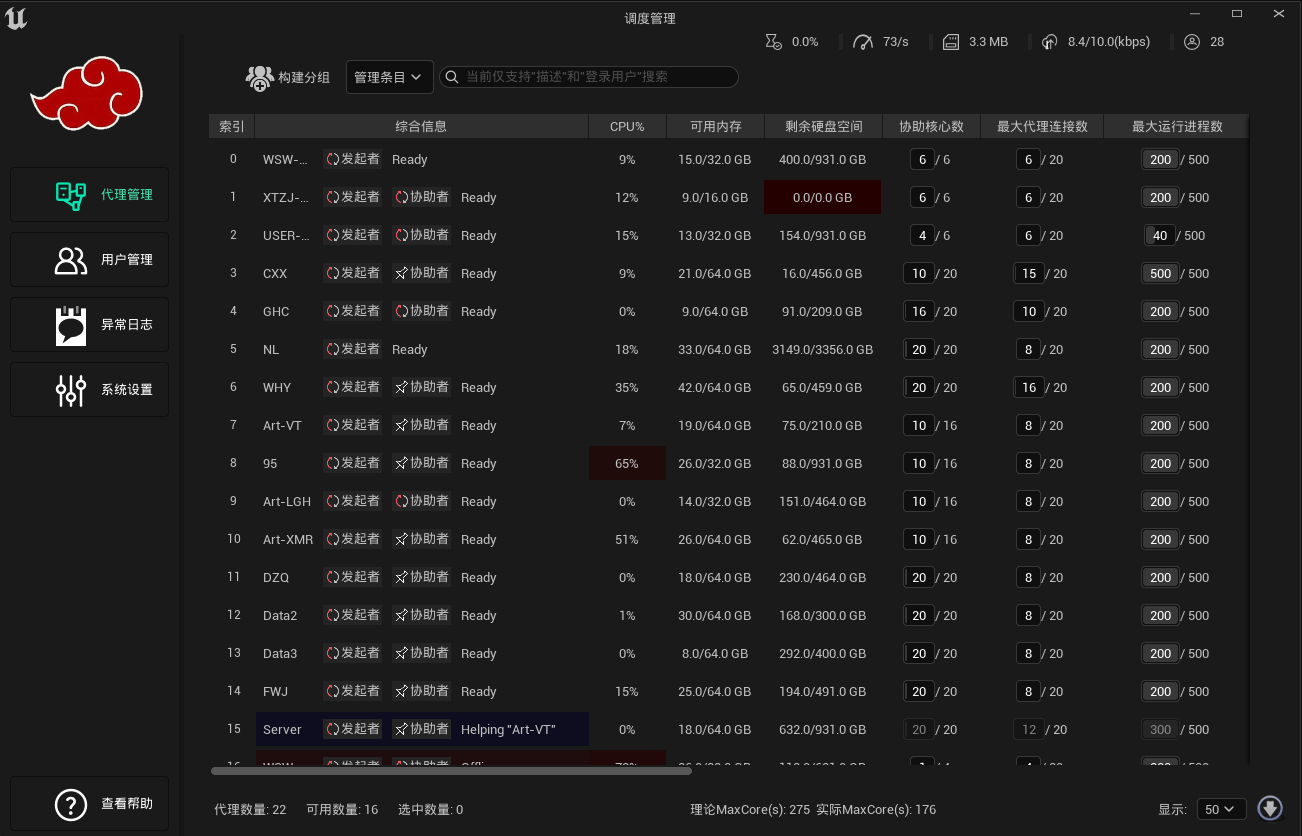 调度管理
0.0% 73/s 3.3 MB 8.4/10.0(kbps) 28
构建分组 管理条目 当前仅支持"描述"和"登录用户"搜索
代理管理
用户管理
异常日志
系统设置
查看帮助
索引 综合信息 CPU% 可用内存 剩余硬盘空间 协助核心数 最大代理连接数 最大运行进程数
0 WSW-... 发起者 Ready 9% 15.0/32.0 GB 400.0/931.0 GB 6 / 6 6 / 20 200 / 500
1 XTZJ-... 发起者 协助者 Ready 12% 9.0/16.0 GB 0.0/0.0 GB 6 / 6 6 / 20 200 / 500
2 USER-... 发起者 协助者 Ready 15% 13.0/32.0 GB 154.0/931.0 GB 4 / 6 6 / 20 40 / 500
3 CXX 发起者 协助者 Ready 9% 21.0/64.0 GB 16.0/456.0 GB 10 / 20 15 / 20 500 / 500
4 GHC 发起者 协助者 Ready 0% 9.0/64.0 GB 91.0/209.0 GB 16 / 20 10 / 20 200 / 500
5 NL 发起者 Ready 18% 33.0/64.0 GB 3149.0/3356.0 GB 20 / 20 8 / 20 200 / 500
6 WHY 发起者 协助者 Ready 35% 42.0/64.0 GB 65.0/459.0 GB 20 / 20 16 / 20 200 / 500
7 Art-VT 发起者 协助者 Ready 7% 19.0/64.0 GB 75.0/210.0 GB 10 / 16 8 / 20 200 / 500
8 95 发起者 协助者 Ready 65% 26.0/32.0 GB 88.0/931.0 GB 10 / 16 8 / 20 200 / 500
9 Art-LGH 发起者 协助者 Ready 0% 14.0/32.0 GB 151.0/464.0 GB 10 / 16 8 / 20 200 / 500
10 Art-XMR 发起者 协助者 Ready 51% 26.0/64.0 GB 62.0/465.0 GB 10 / 16 8 / 20 200 / 500
11 DZQ 发起者 协助者 Ready 0% 18.0/64.0 GB 230.0/464.0 GB 20 / 20 8 / 20 200 / 500
12 Data2 发起者 协助者 Ready 1% 30.0/64.0 GB 168.0/300.0 GB 20 / 20 8 / 20 200 / 500
13 Data3 发起者 协助者 Ready 0% 8.0/64.0 GB 292.0/400.0 GB 20 / 20 8 / 20 200 / 500
14 FWJ 发起者 协助者 Ready 15% 25.0/64.0 GB 194.0/491.0 GB 20 / 20 8 / 20 200 / 500
15 Server 发起者 协助者 Helping "Art-VT" 0% 18.0/64.0 GB 632.0/931.0 GB 20 / 20 12 / 20 300 / 500
代理数量: 22 可用数量: 16 选中数量: 0 理论MaxCore(s): 275 实际MaxCore(s): 176 显示: 50